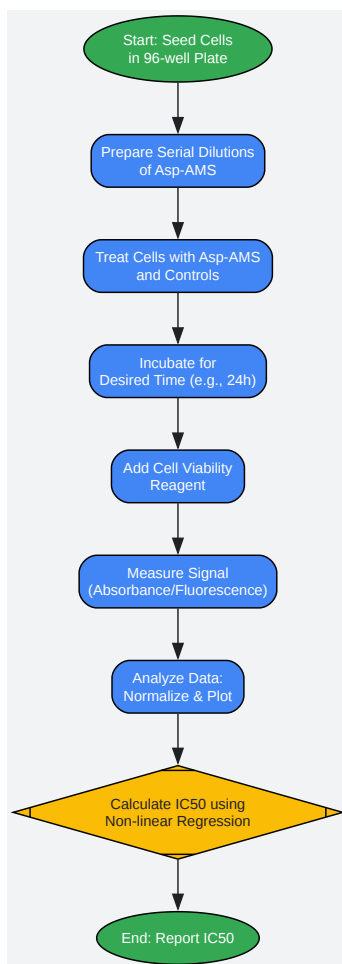 Start: Seed Cells
in 96-well Plate
Prepare Serial Dilutions
of Asp-AMS
Treat Cells with Asp-AMS
and Controls
Incubate for
Desired Time (e.g., 24h)
Add Cell Viability
Reagent
Measure Signal
(Absorbance/Fluorescence)
Analyze Data:
Normalize & Plot
Calculate IC50 using
Non-linear Regression
End: Report IC50